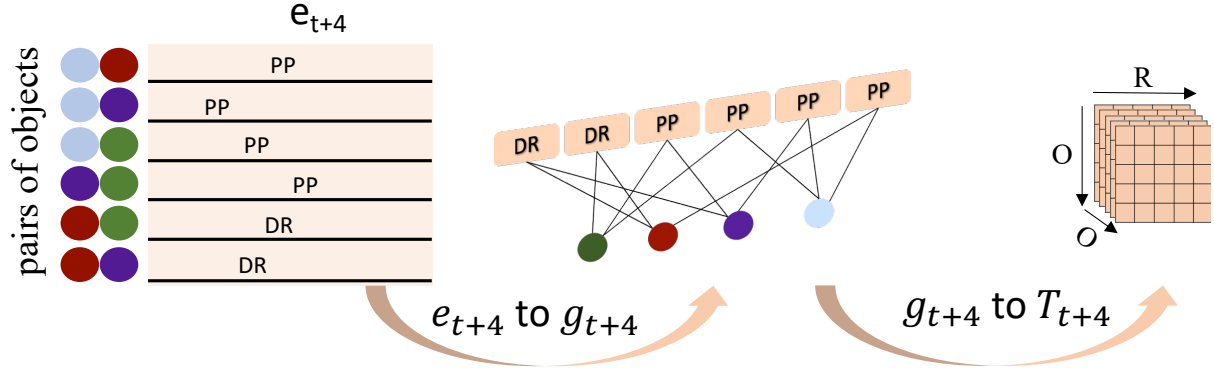 e_{t+4}
pairs of objects
PP
PP
PP
PP
DR
DR
DR DR PP PP PP PP
R
O
O
e_{t+4} to g_{t+4}
g_{t+4} to T_{t+4}